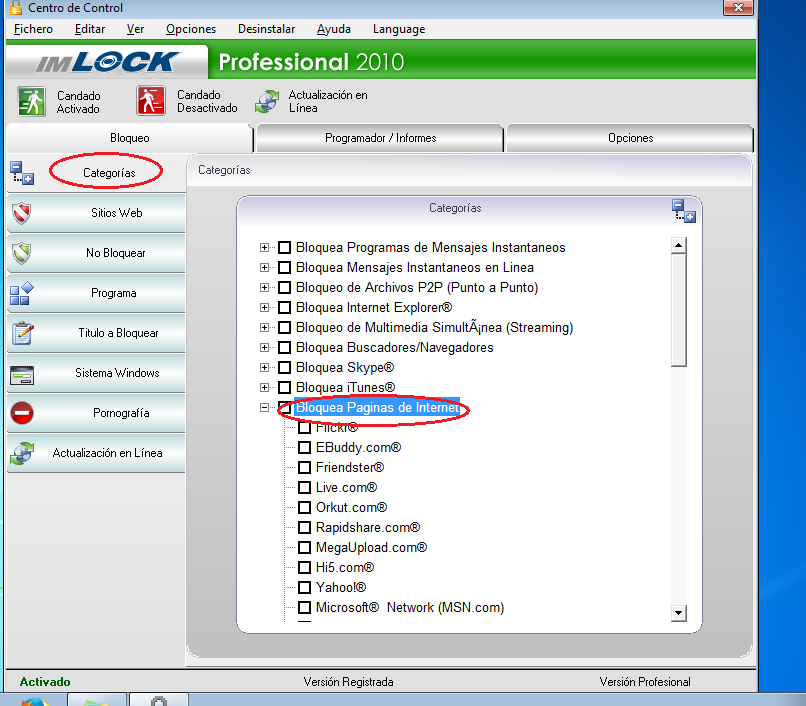 Centro de Control
Fichero Editar Ver Opciones Desinstalar Ayuda Language
IMLOCK Professional 2010
Candado
Activado
Candado
Desactivado
Actualización en
Línea
Bloqueo
Programador / Informes
Opciones
Categorías
Sitios Web
No Bloquear
Programa
Titulo a Bloquear
Sistema Windows
Pornografía
Actualización en Línea
Categorías
Categorías
Bloquea Programas de Mensajes Instantaneos
Bloquea Mensajes Instantaneos en Linea
Bloqueo de Archivos P2P (Punto a Punto)
Bloquea Internet Explorer®
Bloqueo de Multimedia SimultÃ¡nea (Streaming)
Bloquea Buscadores/Navegadores
Bloquea Skype®
Bloquea iTunes®
Bloquea Paginas de Internet
Flickr®
EBuddy.com®
Friendster®
Live.com®
Orkut.com®
Rapidshare.com®
MegaUpload.com®
Hi5.com®
Yahoo!®
Microsoft® Network (MSN.com)
Activado
Versión Registrada
Versión Profesional